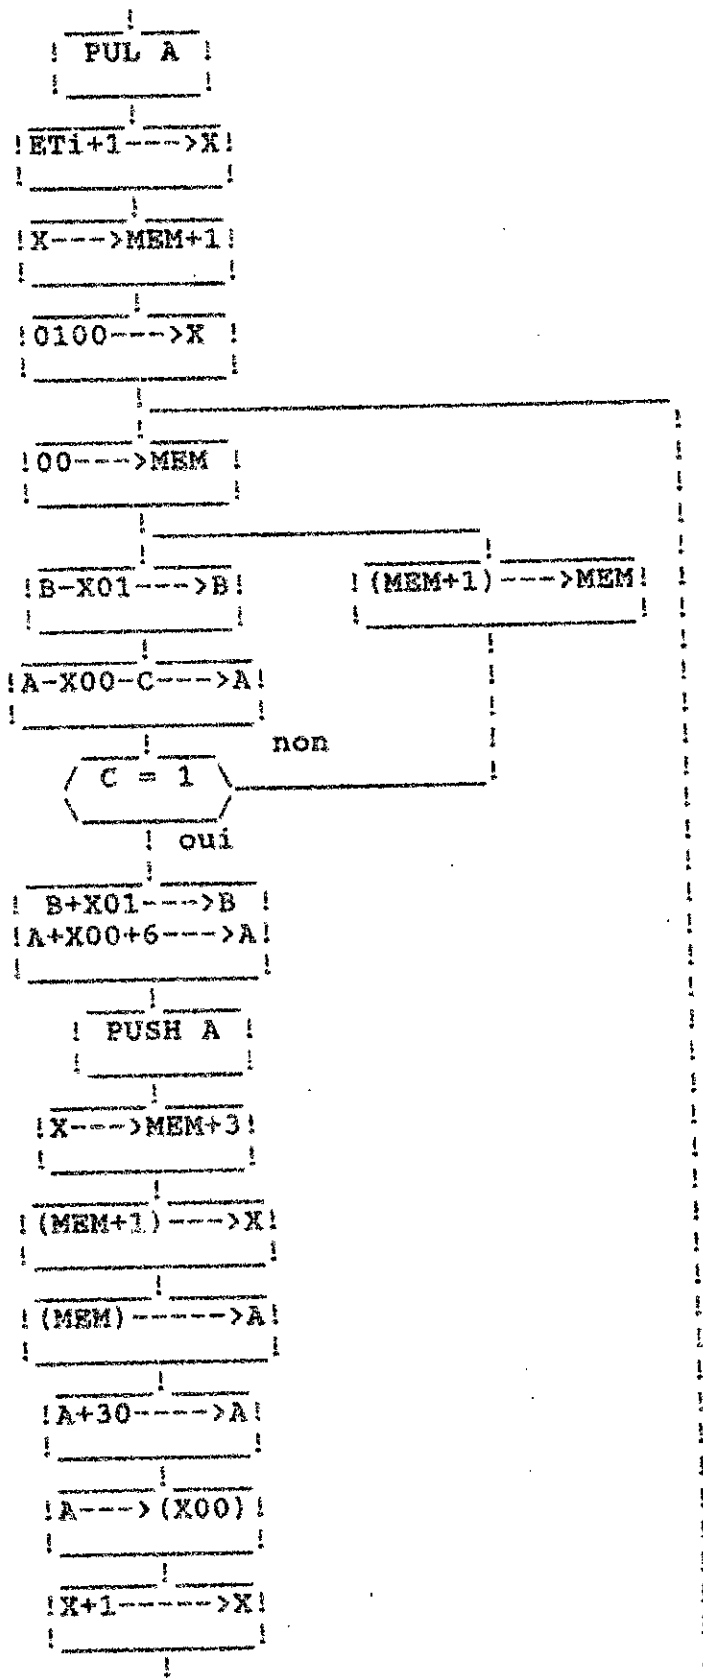 PUL A
ETi+1---->X
X--->MEM+1
0100--->X
00--->MEM
B-X01--->B
(MEM+1)--->MEM
A-X00-C--->A
non
C = 1
oui
B+X01--->B
A+X00+6--->A
PUSH A
X--->MEM+3
(MEM+1)--->X
(MEM)----->A
A+30---->A
A--->(X00)
X+1------>X